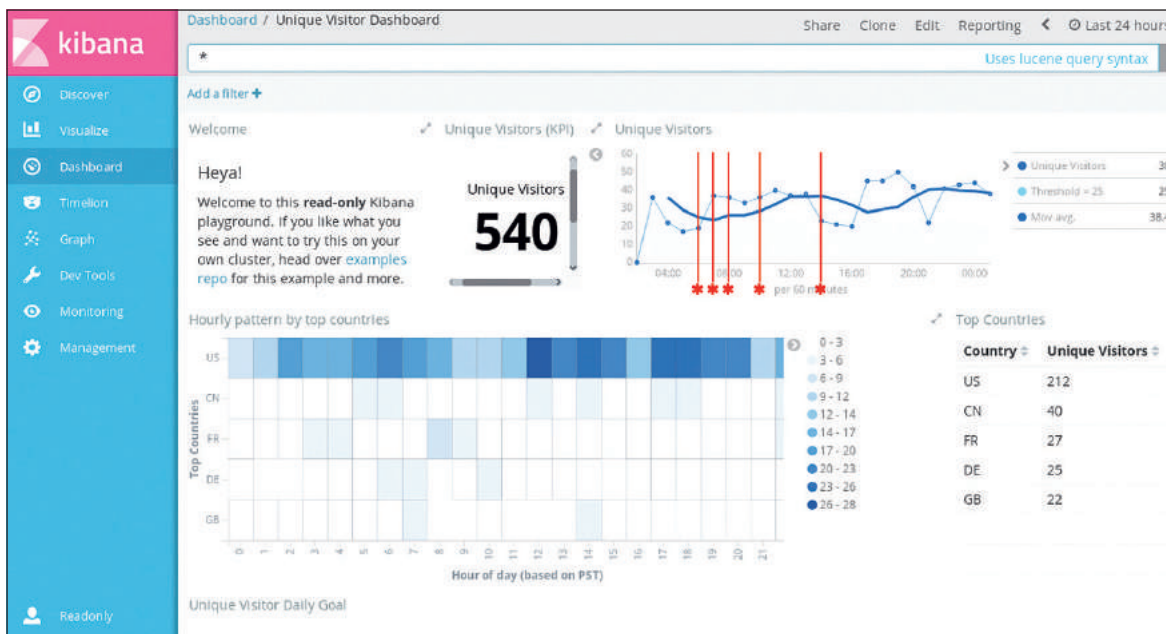 kibana
Discover
Visualize
Dashboard
Timelion
Graph
Dev Tools
Monitoring
Management
Readonly
Dashboard / Unique Visitor Dashboard
Share Clone Edit Reporting Last 24 hours
*
Uses lucene query syntax
Add a filter +
Welcome
Heya!
Welcome to this read-only Kibana
playground. If you like what you
see and want to try this on your
own cluster, head over examples
repo for this example and more.
Unique Visitors (KPI)
Unique Visitors
540
Unique Visitors
60
50
40
30
20
10
0
04:00 08:00 12:00 16:00 20:00 00:00
per 60 minutes
Unique Visitors
Threshold = 25
Mov avg.
Hourly pattern by top countries
Top Countries
US
CN
FR
DE
GB
0 1 2 3 4 5 6 7 8 9 10 11 12 13 14 15 16 17 18 19 20 21
Hour of day (based on PST)
0 - 3
3 - 6
6 - 9
9 - 12
12 - 14
14 - 17
17 - 20
20 - 23
23 - 26
26 - 28
Top Countries
Country Unique Visitors
US 212
CN 40
FR 27
DE 25
GB 22
Unique Visitor Daily Goal